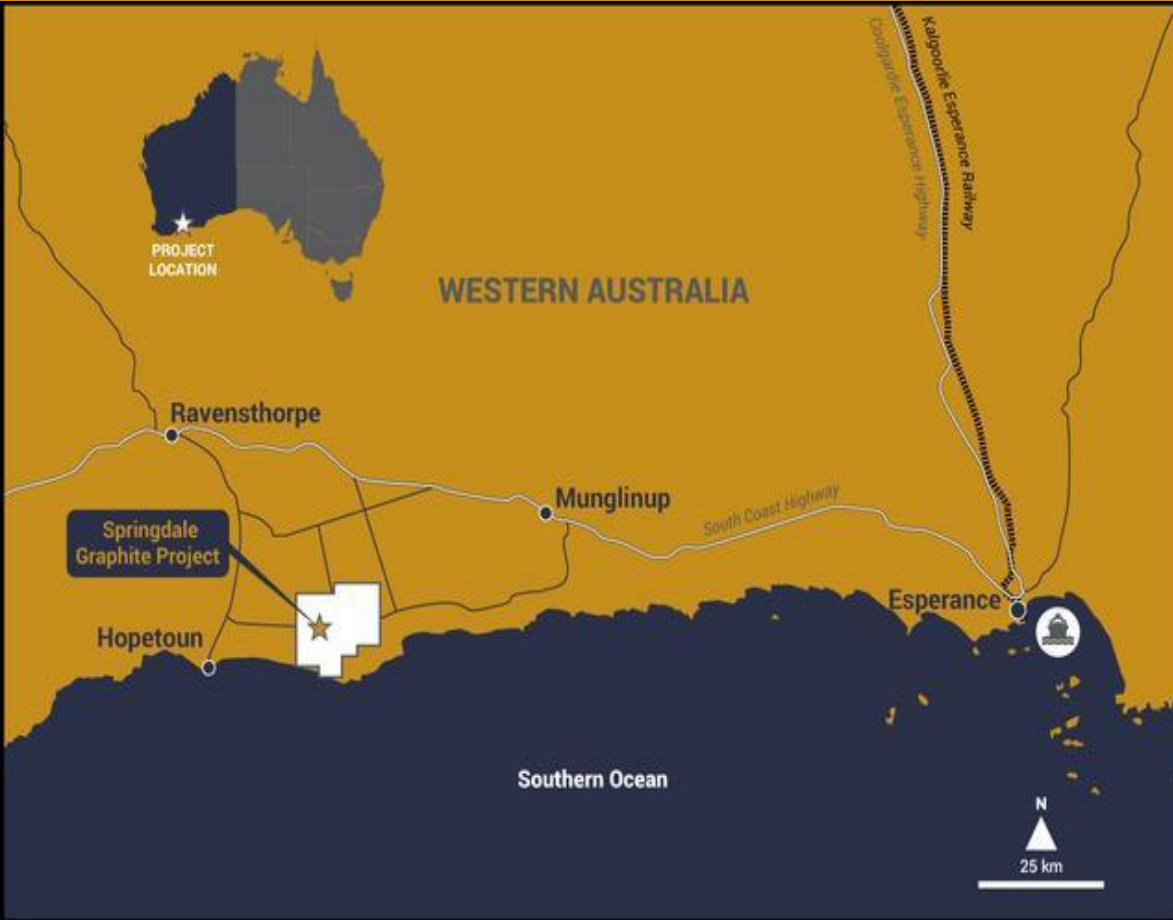 Kalgoorlie Esperance Railway
Coolgardie Esperance Highway
PROJECT
LOCATION
WESTERN AUSTRALIA
Ravensthorpe
Munglinup
South Coast Highway
Springdale
Graphite Project
Esperance
Hopetoun
Southern Ocean
N
25 km